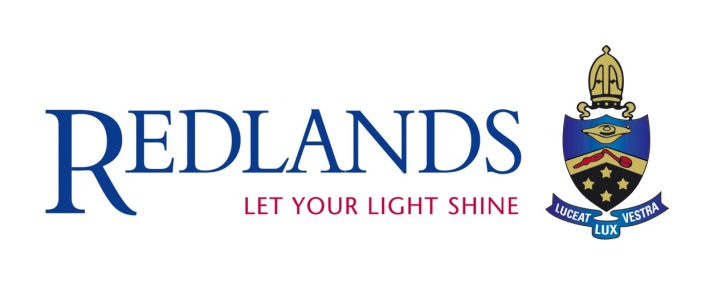 REDLANDS
LET YOUR LIGHT SHINE
LUCEAT LUX VESTRA